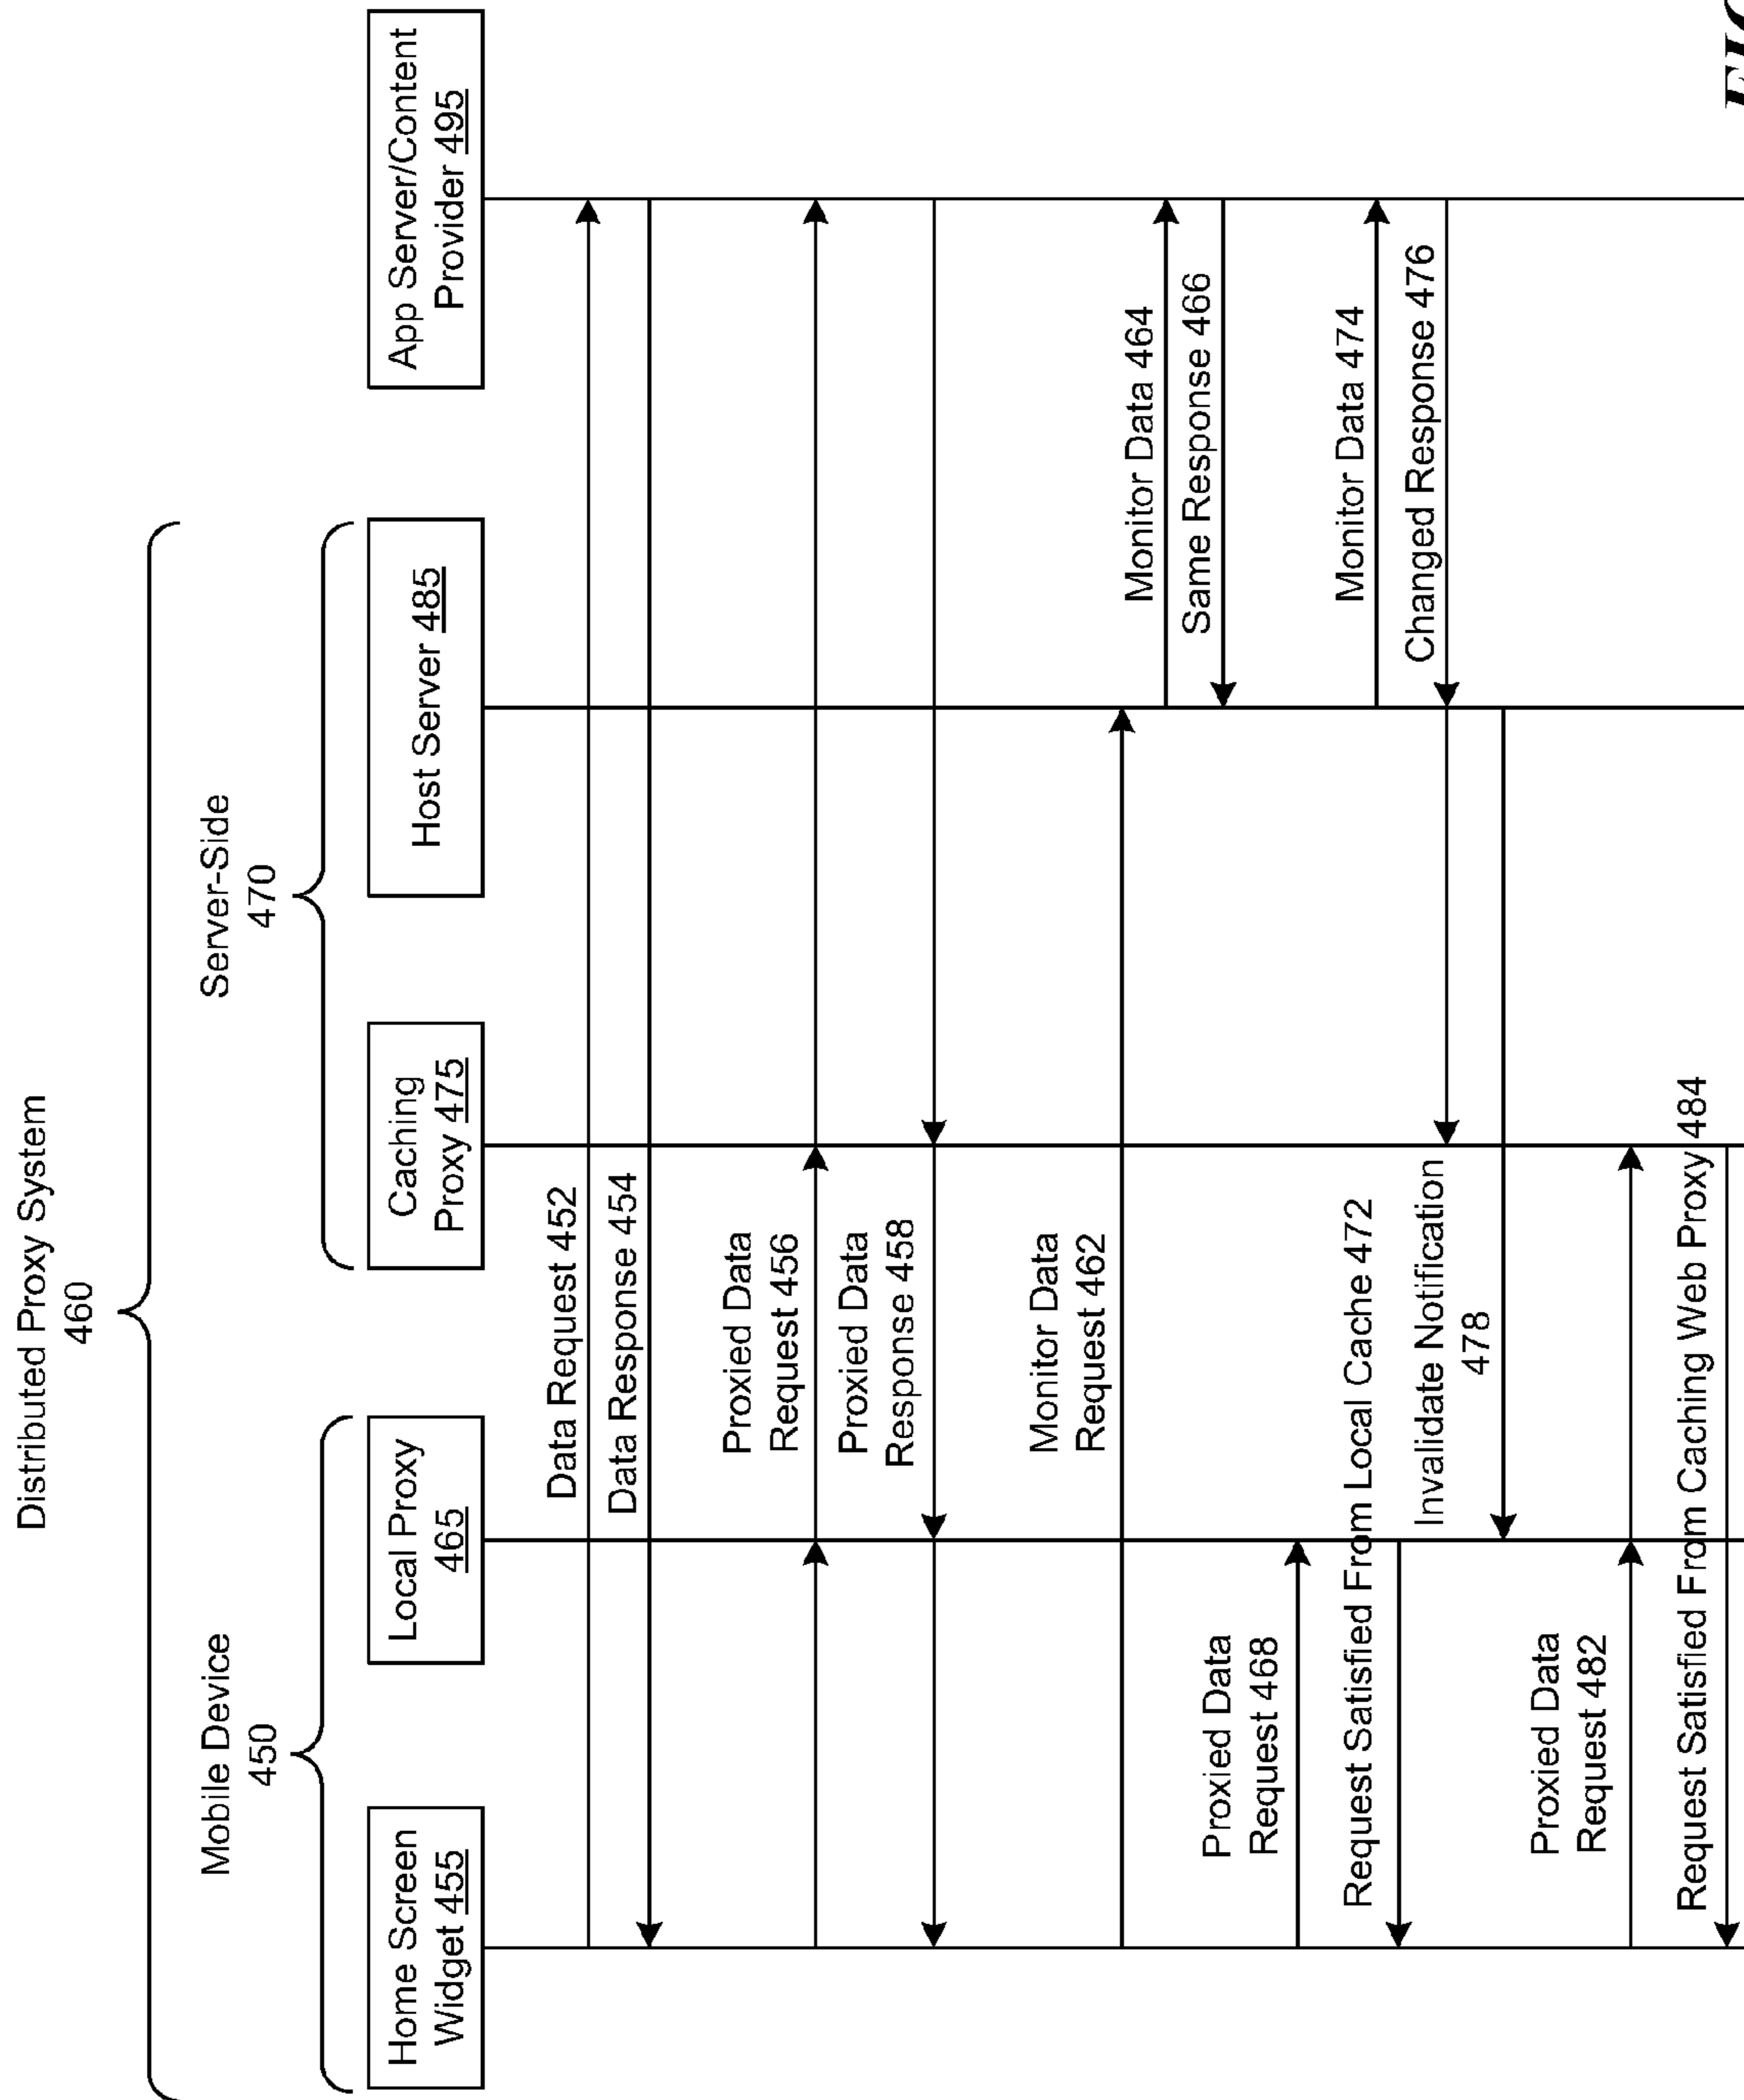 Distributed Proxy System
460
Mobile Device
450
Server-Side
470
Home Screen
Widget 455
Local Proxy
465
Caching
Proxy 475
Host Server 485
App Server/Content
Provider 495
Data Request 452
Data Response 454
Proxied Data
Request 456
Proxied Data
Response 458
Monitor Data
Request 462
Monitor Data 464
Same Response 466
Proxied Data
Request 468
Request Satisfied From Local Cache 472
Monitor Data 474
Changed Response 476
Invalidate Notification
478
Proxied Data
Request 482
Request Satisfied From Caching Web Proxy 484